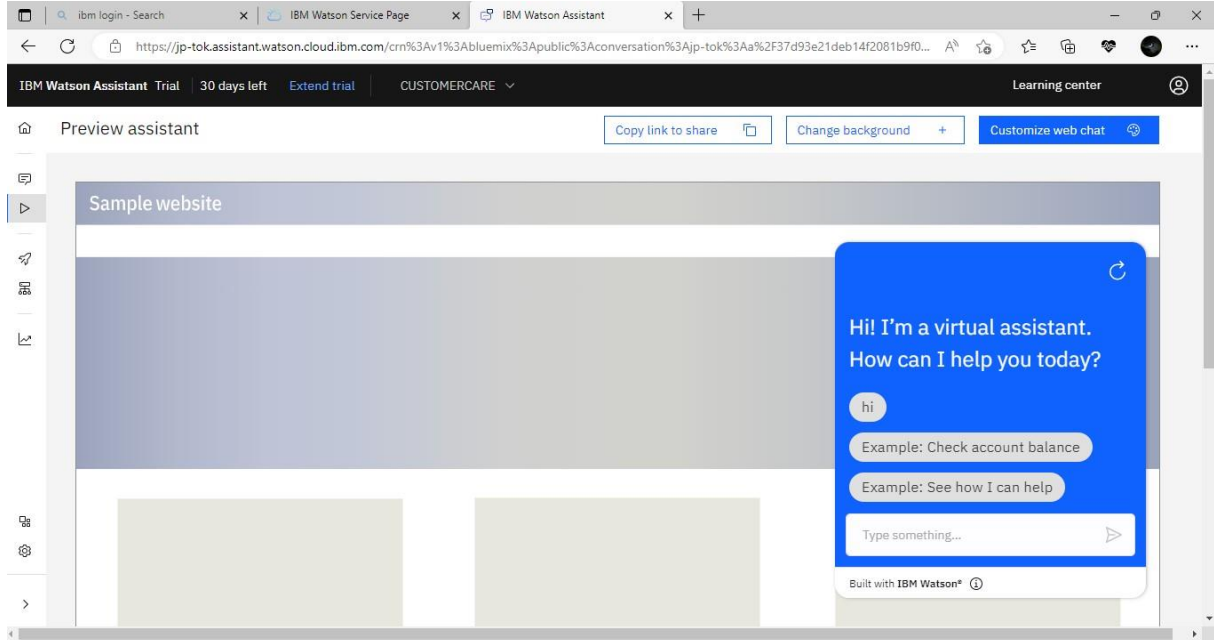 ibm login - Search
IBM Watson Service Page
IBM Watson Assistant
https://jp-tok.assistant.watson.cloud.ibm.com/crn%3Av1%3Abluemix%3Apublic%3Aconversation%3Ajp-tok%3Aa%2F37d93e21deb14f2081b9f0...
IBM Watson Assistant Trial 30 days left Extend trial CUSTOMERCARE Learning center
Preview assistant Copy link to share Change background + Customize web chat
Sample website
Hi! I'm a virtual assistant.
How can I help you today?
hi
Example: Check account balance
Example: See how I can help
Type something...
Built with IBM Watson®